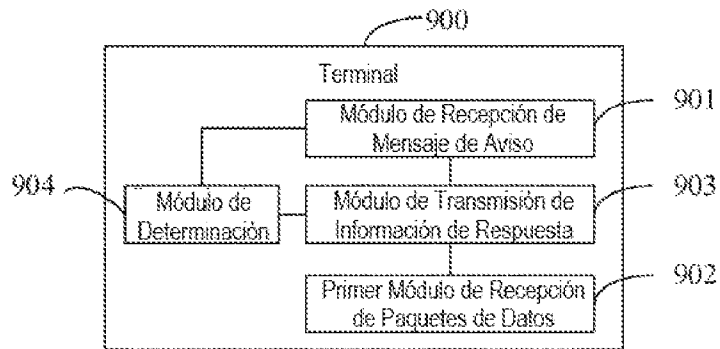 900
Terminal
Módulo de Recepción de
Mensaje de Aviso
901
904
Módulo de
Determinación
Módulo de Transmisión de
Información de Respuesta
903
Primer Módulo de Recepción
de Paquetes de Datos
902